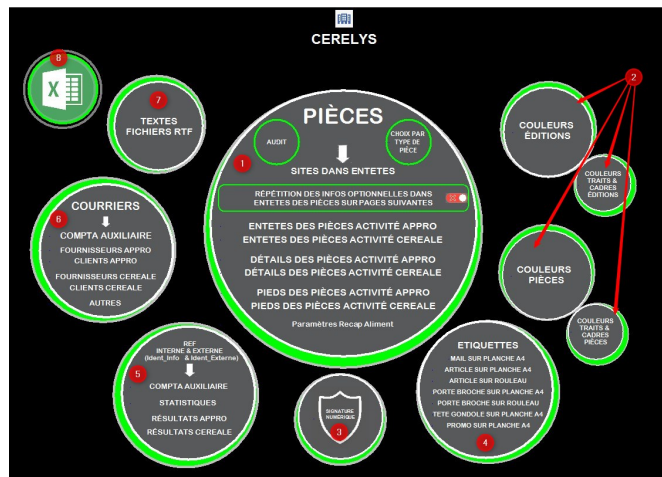 CERELYS
8
X
7
TEXTES
FICHIERS RTF
PIÈCES
AUDIT
CHOIX PAR
TYPE DE
PIÈCE
1
SITES DANS ENTETES
RÉPÉTITION DES INFOS OPTIONNELLES DANS
ENTETES DES PIÈCES SUR PAGES SUIVANTES
ENTETES DES PIÈCES ACTIVITÉ APPRO
ENTETES DES PIÈCES ACTIVITÉ CEREALE
DÉTAILS DES PIÈCES ACTIVITÉ APPRO
DÉTAILS DES PIÈCES ACTIVITÉ CEREALE
PIEDS DES PIÈCES ACTIVITÉ APPRO
PIEDS DES PIÈCES ACTIVITÉ CEREALE
Paramètres Recap Aliment
2
COULEURS
ÉDITIONS
COULEURS
TRAITS &
CADRES
ÉDITIONS
COULEURS
PIÈCES
COULEURS
TRAITS &
CADRES
PIÈCES
COURRIERS
6
COMPTA AUXILIAIRE
FOURNISSEURS APPRO
CLIENTS APPRO
FOURNISSEURS CEREALE
CLIENTS CEREALE
AUTRES
REF
INTERNE & EXTERNE
(Ident_Info & Ident_Externe)
5
COMPTA AUXILIAIRE
STATISTIQUES
RÉSULTATS APPRO
RÉSULTATS CEREALE
SIGNATURE
NUMÉRIQUE
3
ETIQUETTES
MAIL SUR PLANCHE A4
ARTICLE SUR PLANCHE A4
ARTICLE SUR ROULEAU
PORTE BROCHE SUR PLANCHE A4
PORTE BROCHE SUR ROULEAU
TETE GONDOLE SUR PLANCHE A4
PROMO SUR PLANCHE A4
4